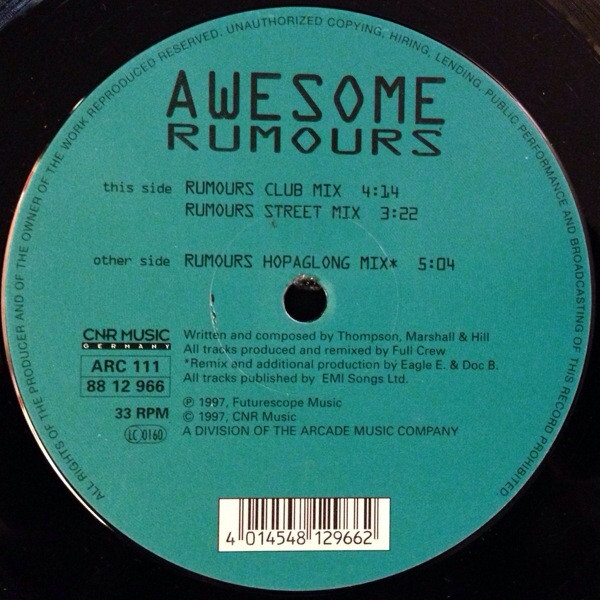 ALL RIGHTS OF THE PRODUCER AND OF THE OWNER OF THE WORK REPRODUCED RESERVED. UNAUTHORIZED COPYING, HIRING, LENDING, PUBLIC PERFORMANCE AND BROADCASTING OF THIS RECORD PROHIBITED.
AWESOME
RUMOURS
this side RUMOURS CLUB MIX 4:14
RUMOURS STREET MIX 3:22
other side RUMOURS HOPAGLONG MIX* 5:04
CNR MUSIC
GERMANY
ARC 111
88 12 966
33 RPM
LC 0160
Written and composed by Thompson, Marshall & Hill
All tracks produced and remixed by Full Crew
*Remix and additional production by Eagle E. & Doc B.
All tracks published by EMI Songs Ltd.
℗ 1997, Futurescope Music
© 1997, CNR Music
A DIVISION OF THE ARCADE MUSIC COMPANY
4 014548 129662